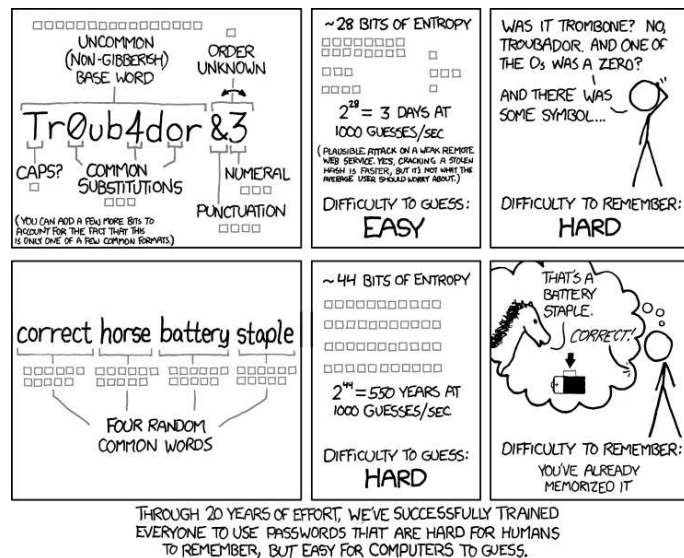 UNCOMMON
(NON-GIBBERISH)
BASE WORD
ORDER
UNKNOWN
Tr0ub4dor &3
CAPS?
COMMON
SUBSTITUTIONS
NUMERAL
PUNCTUATION
(YOU CAN ADD A FEW MORE BITS TO
ACCOUNT FOR THE FACT THAT THIS
IS ONLY ONE OF A FEW COMMON FORMATS.)
~28 BITS OF ENTROPY
2²⁸ = 3 DAYS AT
1000 GUESSES/SEC
(PLAUSIBLE ATTACK ON A WEAK REMOTE
WEB SERVICE. YES, CRACKING A STOLEN
HASH IS FASTER, BUT IT'S NOT WHAT THE
AVERAGE USER SHOULD WORRY ABOUT.)
DIFFICULTY TO GUESS:
EASY
WAS IT TROMBONE? NO,
TROUBADOR. AND ONE OF
THE Os WAS A ZERO?
AND THERE WAS
SOME SYMBOL...
DIFFICULTY TO REMEMBER:
HARD
correct horse battery staple
FOUR RANDOM
COMMON WORDS
~44 BITS OF ENTROPY
2⁴⁴ = 550 YEARS AT
1000 GUESSES/SEC
DIFFICULTY TO GUESS:
HARD
THAT'S A
BATTERY
STAPLE.
CORRECT!
DIFFICULTY TO REMEMBER:
YOU'VE ALREADY
MEMORIZED IT
THROUGH 20 YEARS OF EFFORT, WE'VE SUCCESSFULLY TRAINED
EVERYONE TO USE PASSWORDS THAT ARE HARD FOR HUMANS
TO REMEMBER, BUT EASY FOR COMPUTERS TO GUESS.